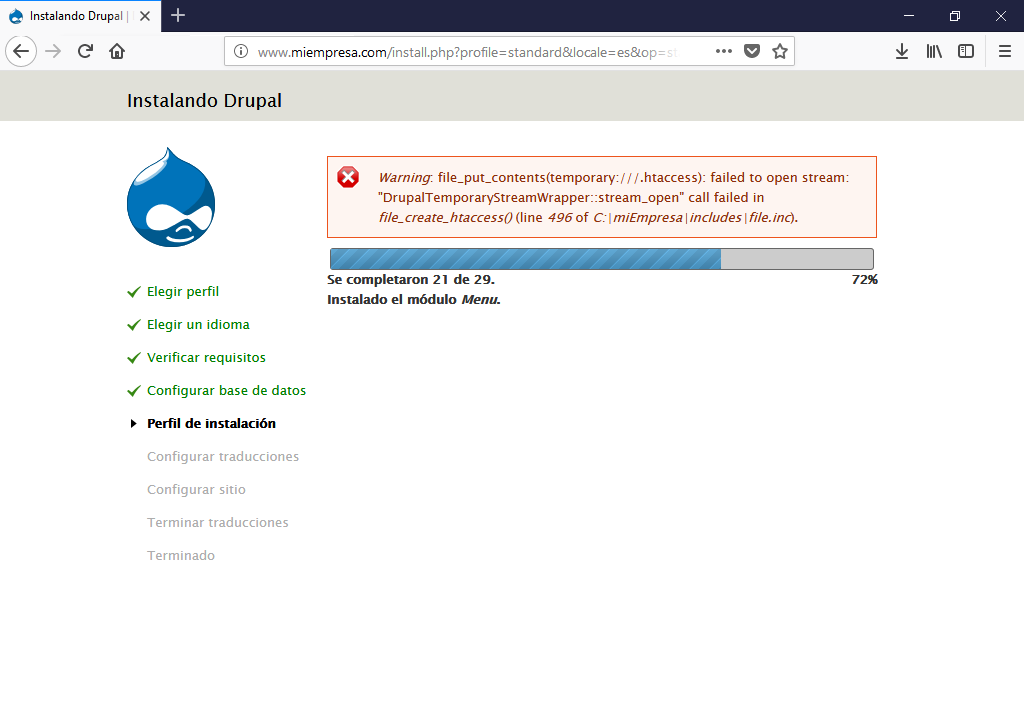 Instalando Drupal |
www.miempresa.com/install.php?profile=standard&locale=es&op=st
Instalando Drupal
Warning: file_put_contents(temporary:///.htaccess): failed to open stream:
"DrupalTemporaryStreamWrapper::stream_open" call failed in
file_create_htaccess() (line 496 of C:|miEmpresa|includes|file.inc).
Se completaron 21 de 29. 72%
Instalado el módulo Menu.
Elegir perfil
Elegir un idioma
Verificar requisitos
Configurar base de datos
Perfil de instalación
Configurar traducciones
Configurar sitio
Terminar traducciones
Terminado